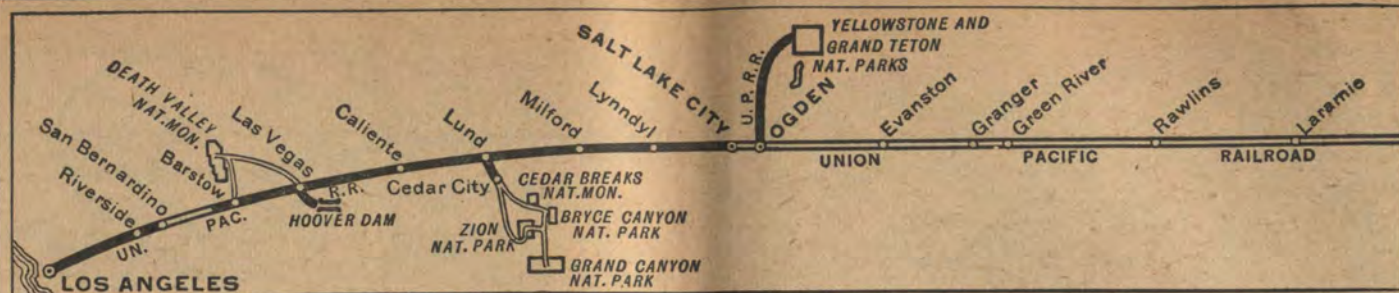 LOS ANGELES
UN.
Riverside
San Bernardino
PAC.
Barstow
DEATH VALLEY
NAT. MON.
Las Vegas
R.R.
HOOVER DAM
Caliente
Lund
Cedar City
CEDAR BREAKS
NAT. MON.
ZION
NAT. PARK
BRYCE CANYON
NAT. PARK
GRAND CANYON
NAT. PARK
Milford
Lynndyl
SALT LAKE CITY
U.P. R.R.
OGDEN
YELLOWSTONE AND
GRAND TETON
NAT. PARKS
UNION
Evanston
Granger
Green River
PACIFIC
Rawlins
RAILROAD
Laramie